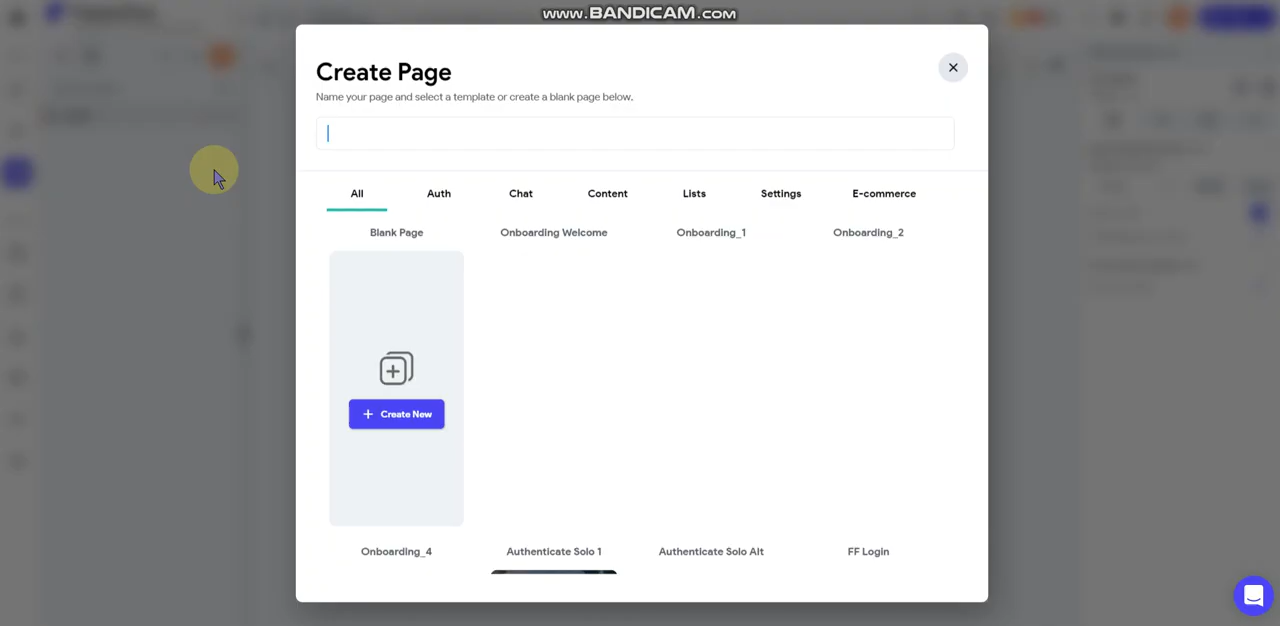 www.BANDICAM.com
Create Page
Name your page and select a template or create a blank page below.
All Auth Chat Content Lists Settings E-commerce
Blank Page Onboarding Welcome Onboarding_1 Onboarding_2
+ Create New
Onboarding_4 Authenticate Solo 1 Authenticate Solo Alt FF Login